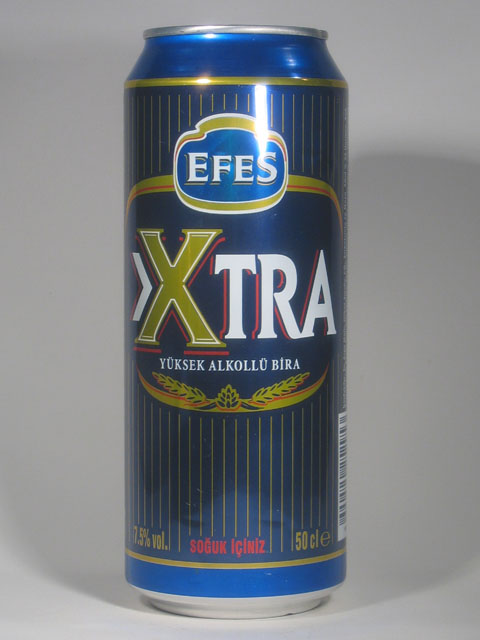 EFES
XTRA
YÜKSEK ALKOLLÜ BİRA
7.5% vol.
SOĞUK İÇİNİZ
50 cl e